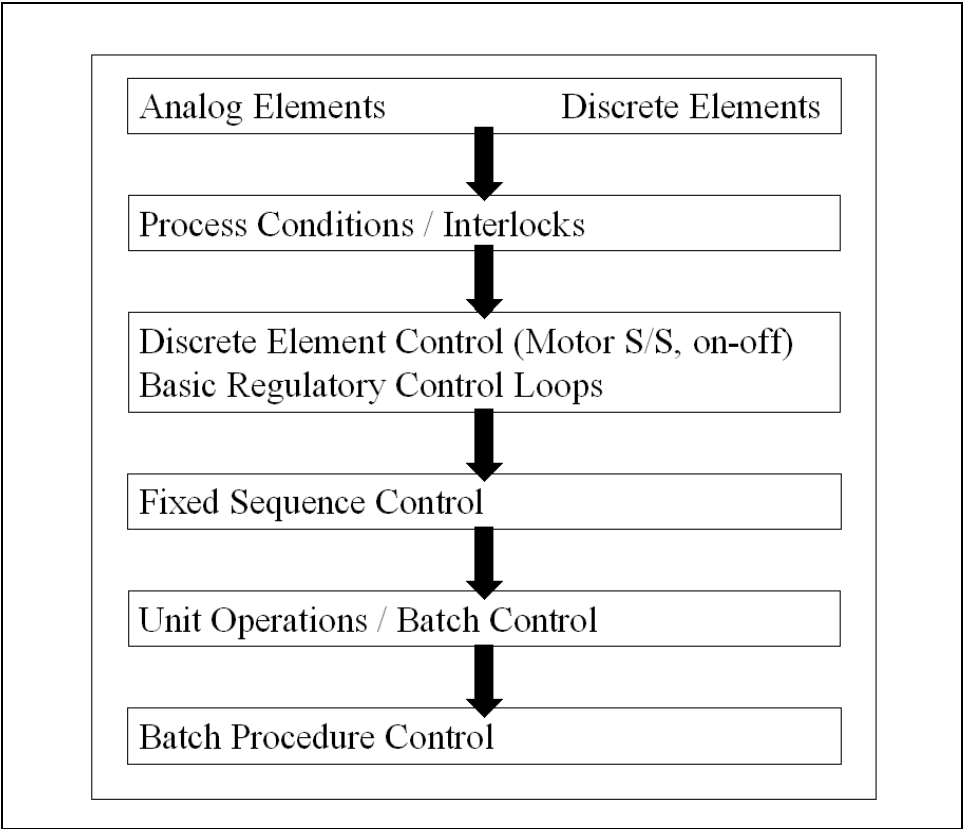 Analog Elements Discrete Elements
Process Conditions / Interlocks
Discrete Element Control (Motor S/S, on-off)
Basic Regulatory Control Loops
Fixed Sequence Control
Unit Operations / Batch Control
Batch Procedure Control